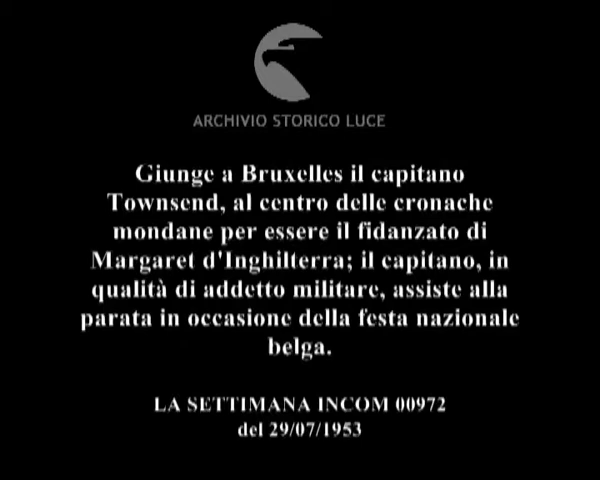 ARCHIVIO STORICO LUCE
Giunge a Bruxelles il capitano
Townsend, al centro delle cronache
mondane per essere il fidanzato di
Margaret d'Inghilterra; il capitano, in
qualità di addetto militare, assiste alla
parata in occasione della festa nazionale
belga.
LA SETTIMANA INCOM 00972
del 29/07/1953